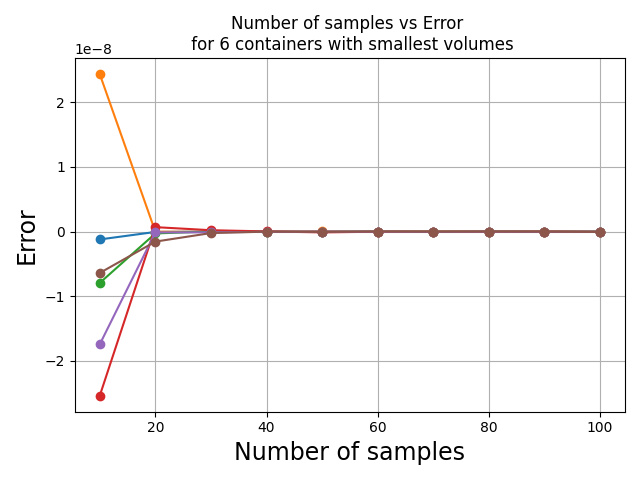 Number of samples vs Error
for 6 containers with smallest volumes
1e−8
2
1
0
−1
−2
Error
20
40
60
80
100
Number of samples